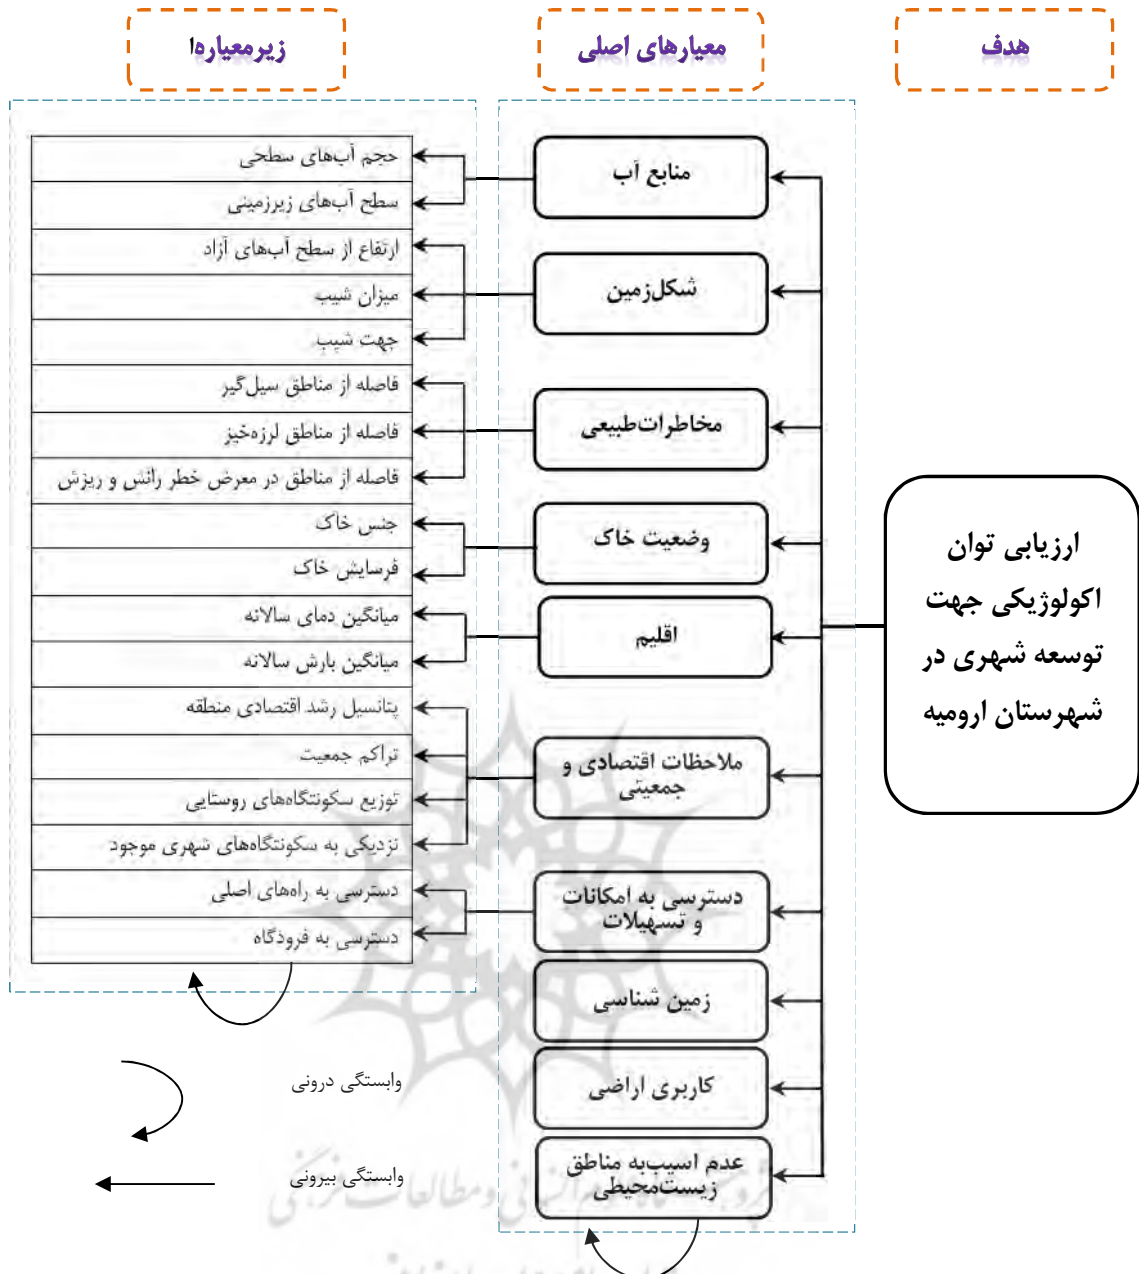 هدف
معیارهای اصلی
زیرمعیارها
ارزیابی توان
اکولوژیکی جهت
توسعه شهری در
شهرستان ارومیه
منابع آب
شکل‌زمین
مخاطرات‌طبیعی
وضعیت خاک
اقلیم
ملاحظات اقتصادی و
جمعیتی
دسترسی به امکانات
و تسهیلات
زمین شناسی
کاربری اراضی
عدم اسیب‌به مناطق
زیست‌محیطی
حجم آب‌های سطحی
سطح آب‌های زیرزمینی
ارتفاع از سطح آب‌های آزاد
میزان شیب
جهت شیب
فاصله از مناطق سیل‌گیر
فاصله از مناطق لرزه‌خیز
فاصله از مناطق در معرض خطر رانش و ریزش
جنس خاک
فرسایش خاک
میانگین دمای سالانه
میانگین بارش سالانه
پتانسیل رشد اقتصادی منطقه
تراکم جمعیت
توزیع سکونتگاه‌های روستایی
نزدیکی به سکونتگاه‌های شهری موجود
دسترسی به راه‌های اصلی
دسترسی به فرودگاه
وابستگی درونی
وابستگی بیرونی